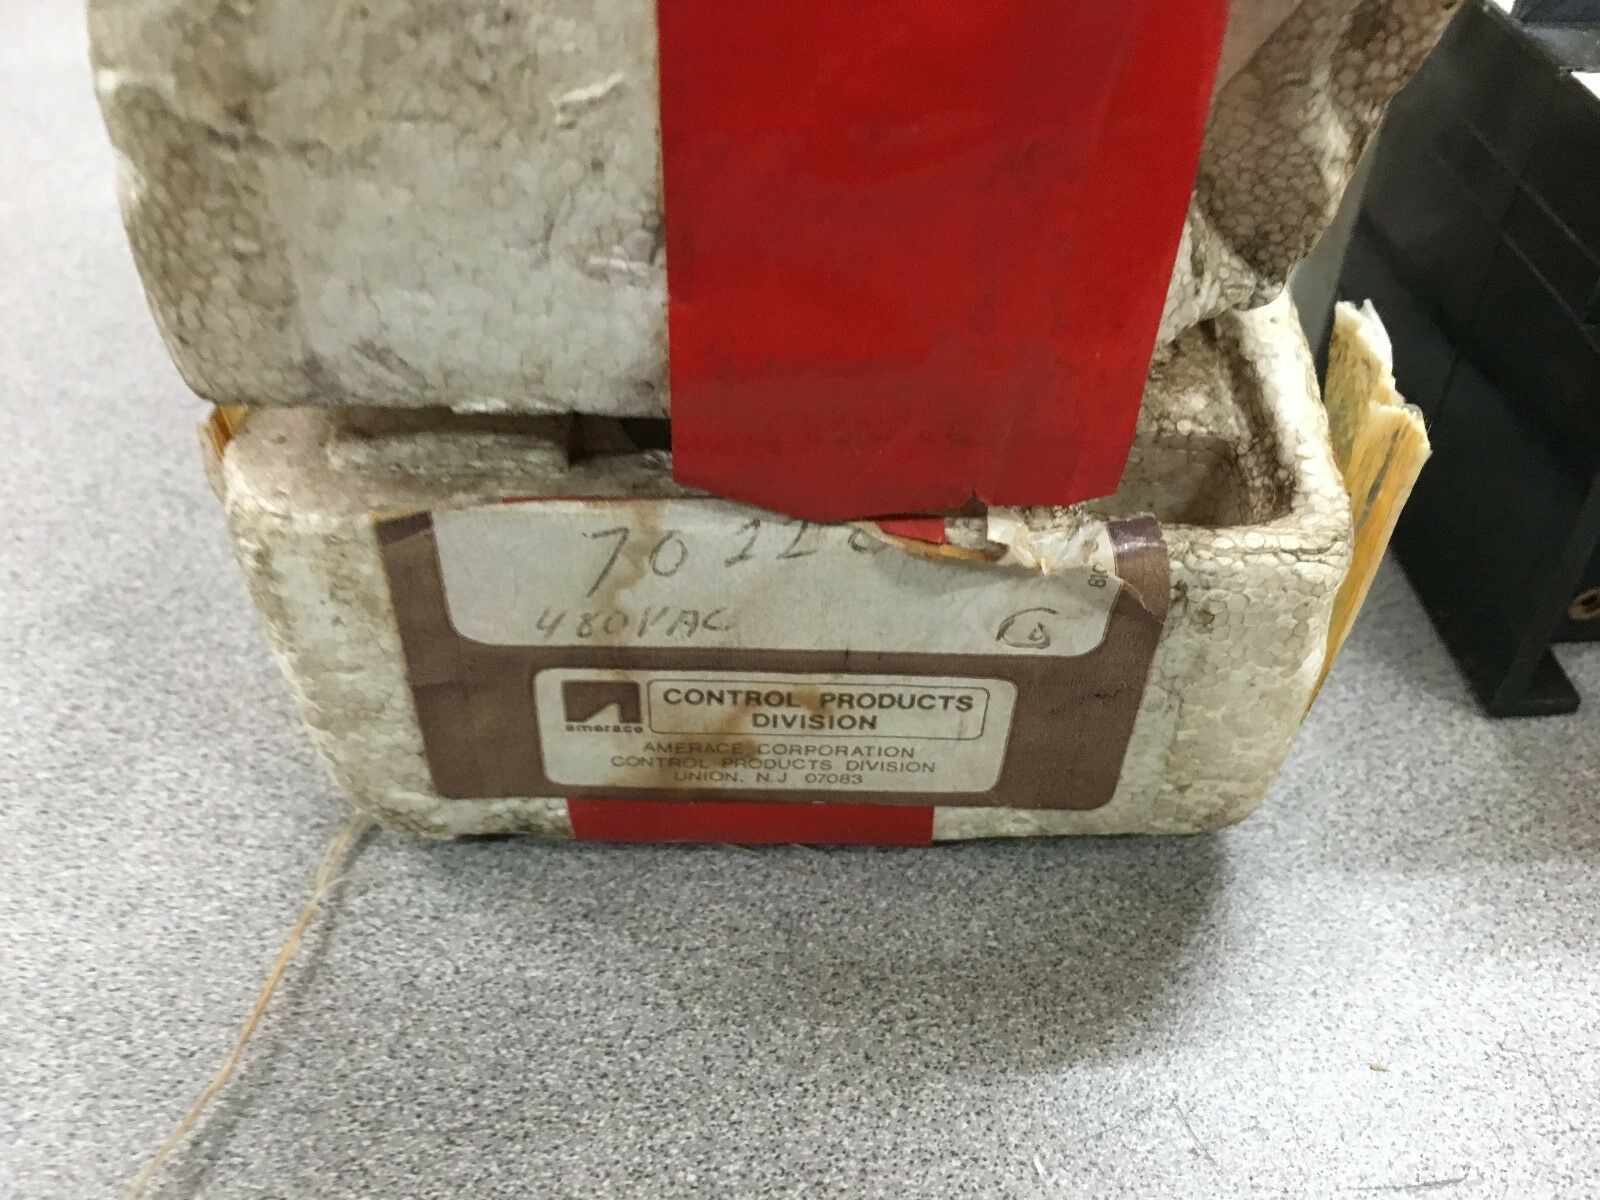 480VAC
amerace
CONTROL PRODUCTS
DIVISION
AMERACE CORPORATION
CONTROL PRODUCTS DIVISION
UNION, N.J 07083